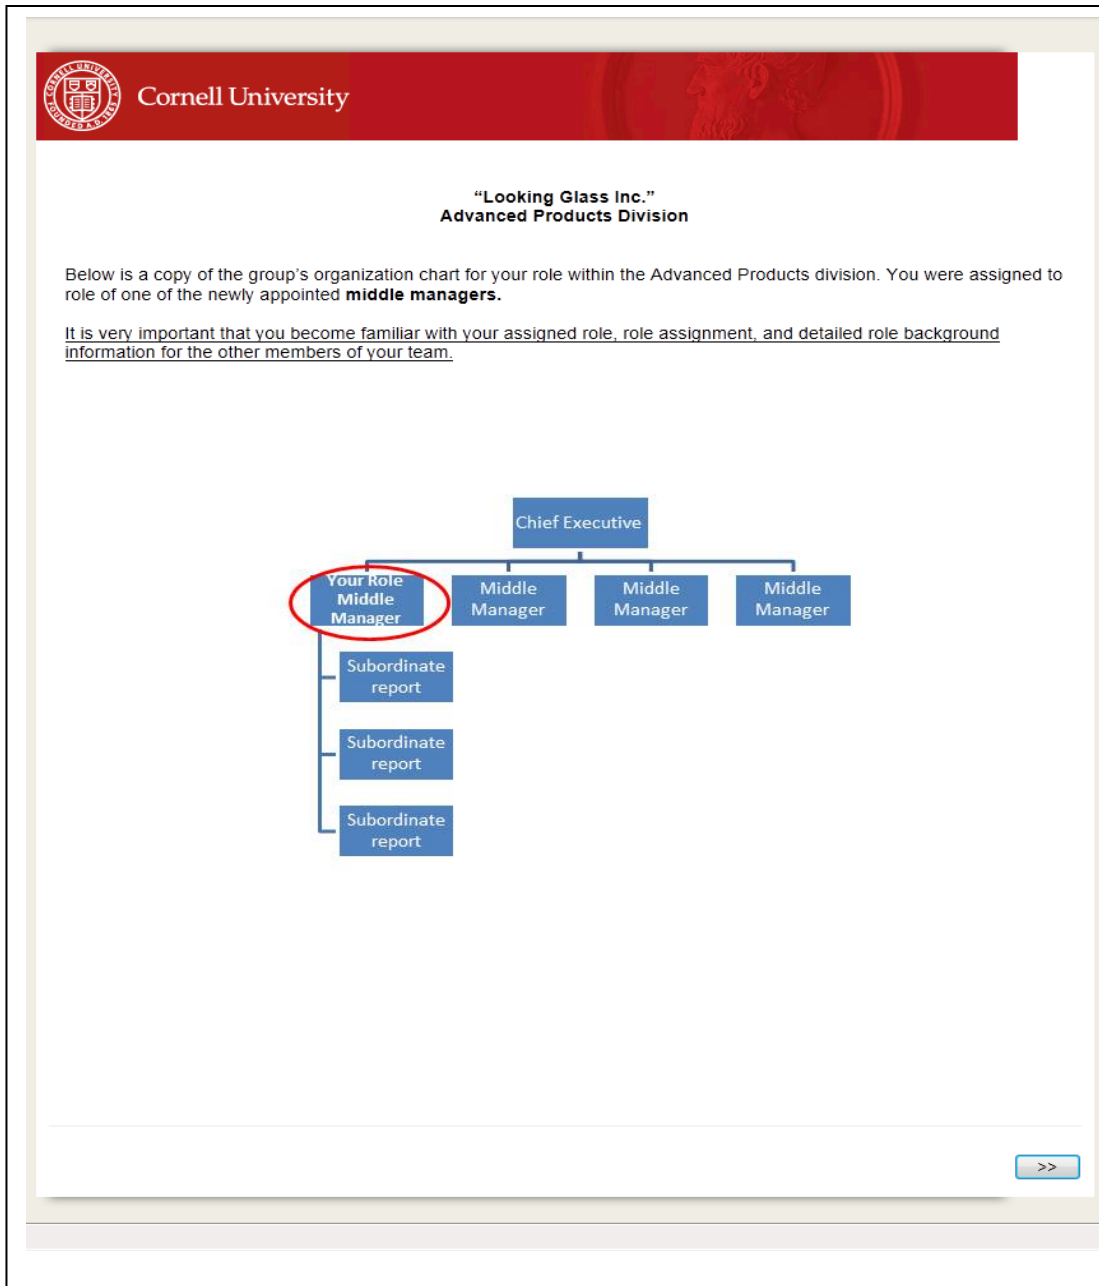 Cornell University
"Looking Glass Inc."
Advanced Products Division
Below is a copy of the group's organization chart for your role within the Advanced Products division. You were assigned to
role of one of the newly appointed middle managers.
It is very important that you become familiar with your assigned role, role assignment, and detailed role background
information for the other members of your team.
Chief Executive
Your Role
Middle
Manager
Middle
Manager
Middle
Manager
Middle
Manager
Subordinate
report
Subordinate
report
Subordinate
report
>>